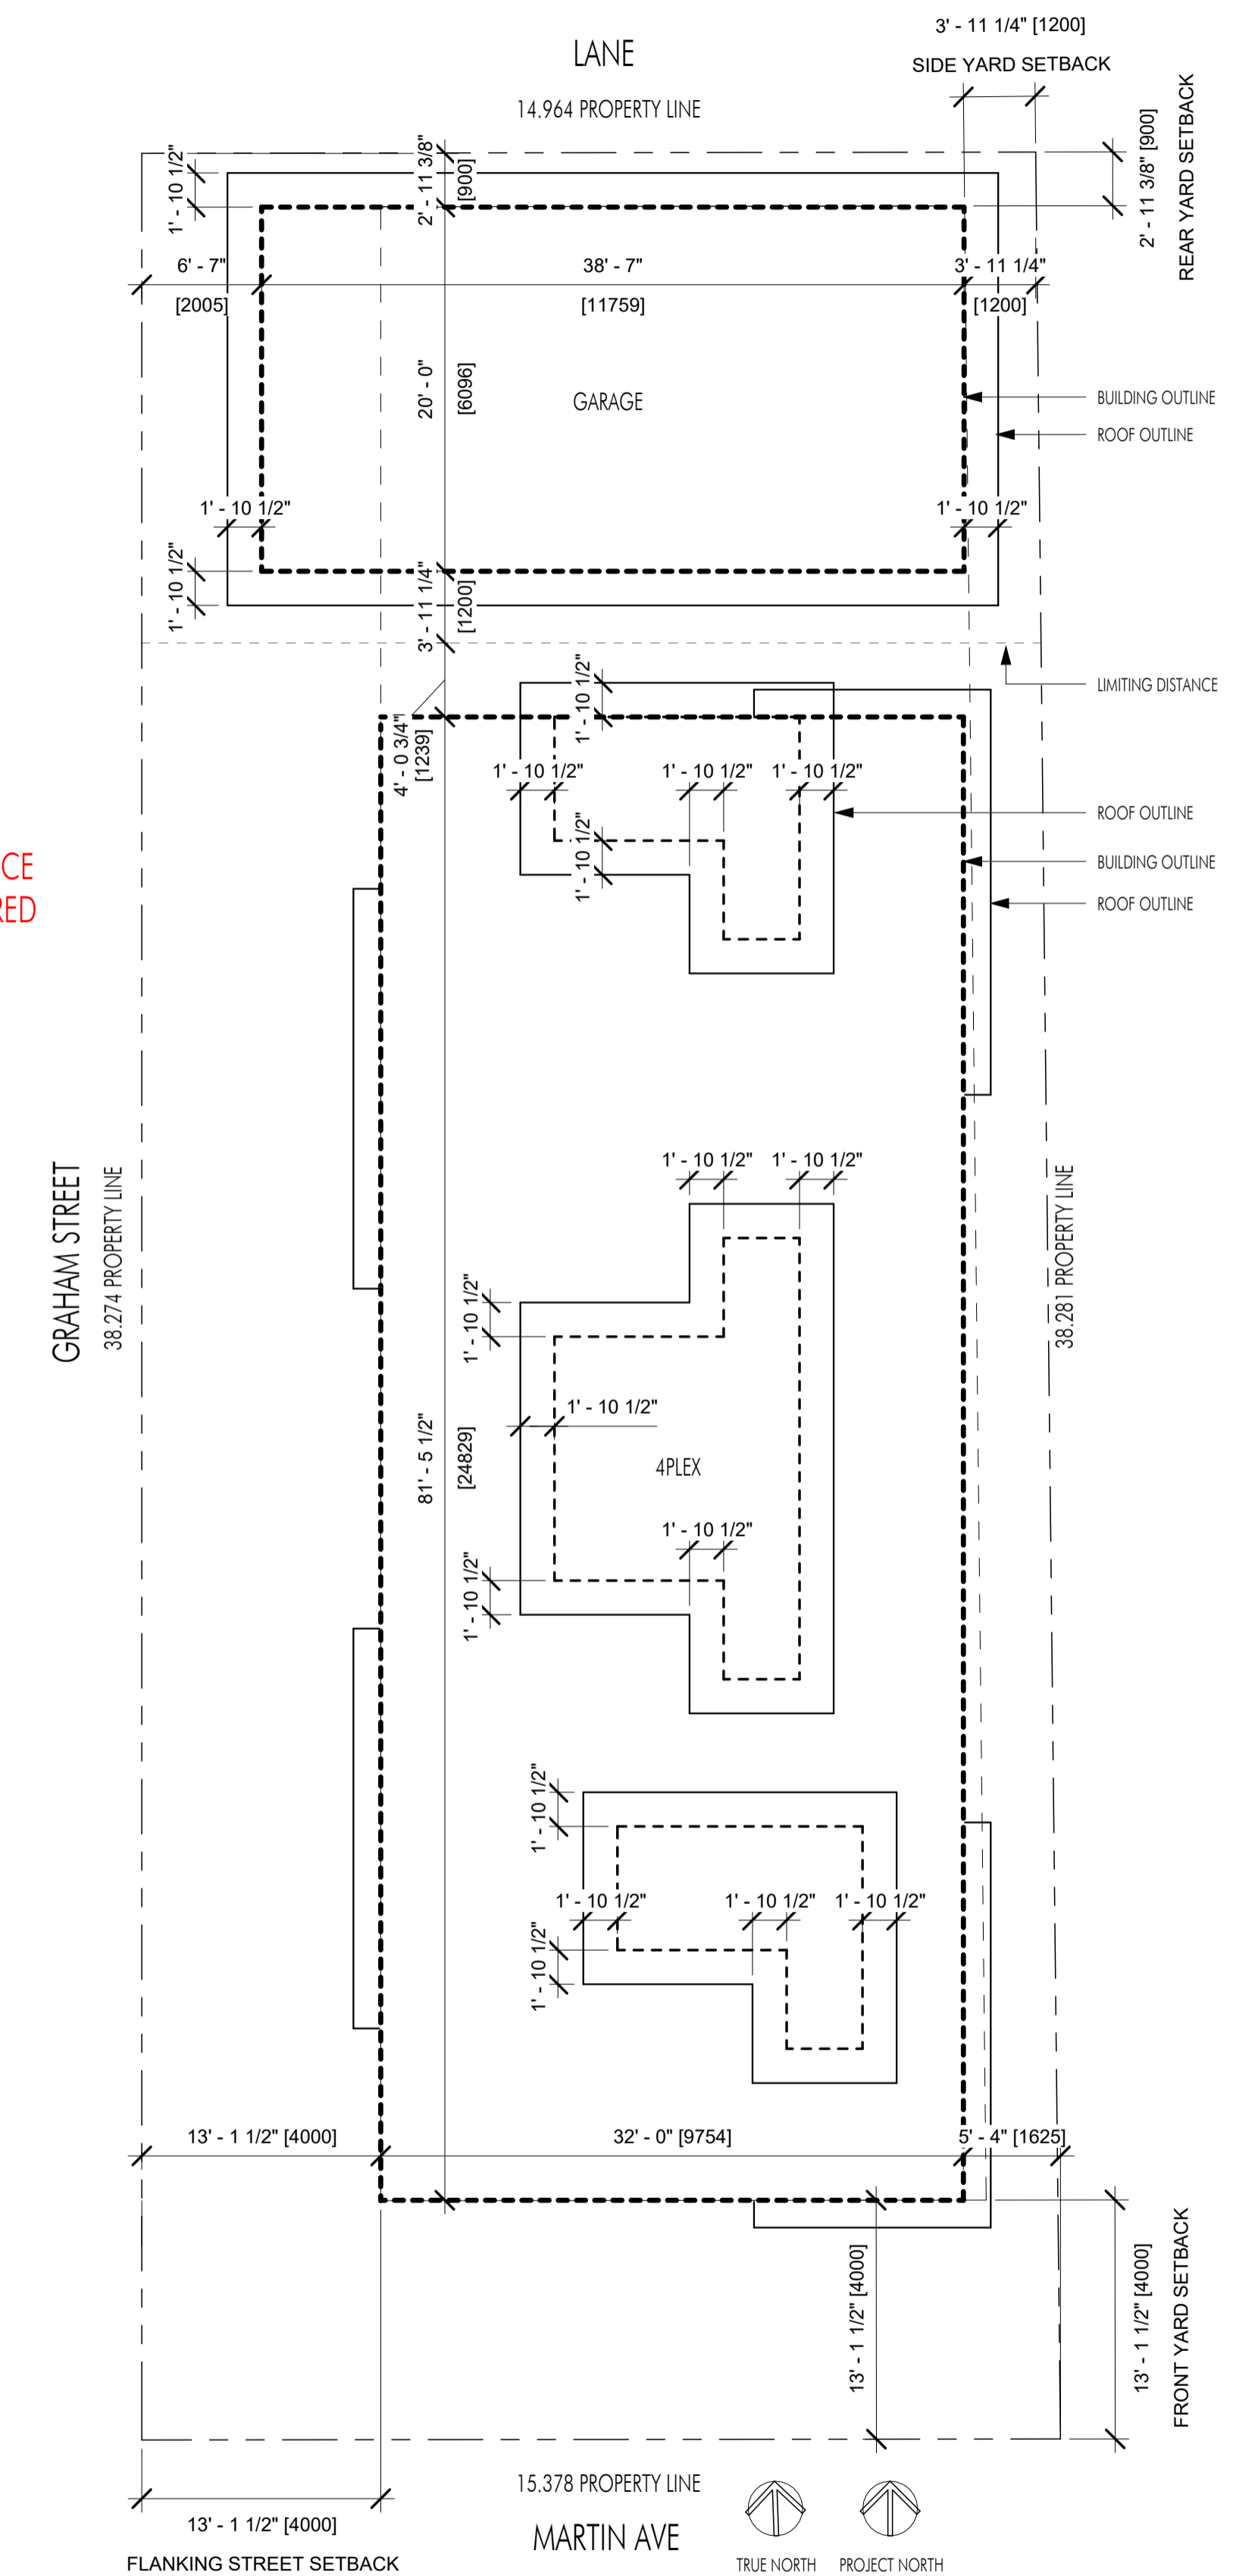 3' - 11 1/4" [1200]
SIDE YARD SETBACK
LANE
14.964 PROPERTY LINE
2' - 11 3/8" [900]
REAR YARD SETBACK
1' - 10 1/2"
2' - 11 3/8"
[900]
6' - 7"
[2005]
38' - 7"
[11759]
3' - 11 1/4"
[1200]
20' - 0"
[6096]
GARAGE
BUILDING OUTLINE
ROOF OUTLINE
1' - 10 1/2"
1' - 10 1/2"
1' - 10 1/2"
3' - 11 1/4"
[1200]
LIMITING DISTANCE
1' - 10 1/2"
4' - 0 3/4"
[1239]
1' - 10 1/2"
1' - 10 1/2"
1' - 10 1/2"
1' - 10 1/2"
ROOF OUTLINE
BUILDING OUTLINE
ROOF OUTLINE
CE
RED
1' - 10 1/2"
1' - 10 1/2"
GRAHAM STREET
38.274 PROPERTY LINE
38.281 PROPERTY LINE
1' - 10 1/2"
1' - 10 1/2"
81' - 5 1/2"
[24829]
4PLEX
1' - 10 1/2"
1' - 10 1/2"
1' - 10 1/2"
1' - 10 1/2"
1' - 10 1/2"
1' - 10 1/2"
1' - 10 1/2"
13' - 1 1/2" [4000]
32' - 0" [9754]
5' - 4" [1625]
13' - 1 1/2" [4000]
13' - 1 1/2" [4000]
FRONT YARD SETBACK
15.378 PROPERTY LINE
MARTIN AVE
13' - 1 1/2" [4000]
FLANKING STREET SETBACK
TRUE NORTH
PROJECT NORTH